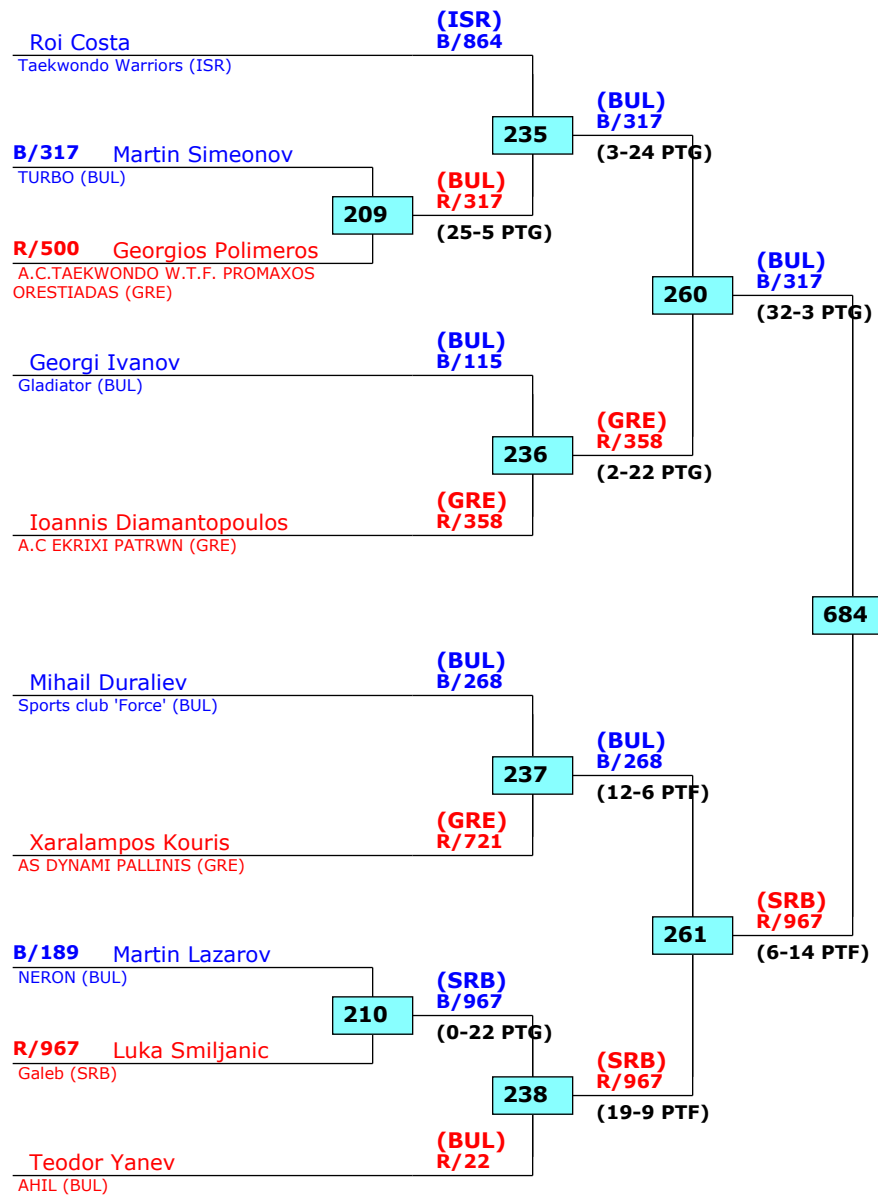 (ISR)
Roi Costa B/864
Taekwondo Warriors (ISR)
(BUL)
235 B/317
(3-24 PTG)
B/317 Martin Simeonov
TURBO (BUL)
(BUL)
209 R/317
(25-5 PTG)
R/500 Georgios Polimeros
A.C.TAEKWONDO W.T.F. PROMAXOS
ORESTIADAS (GRE)
(BUL)
260 B/317
(32-3 PTG)
(BUL)
Georgi Ivanov B/115
Gladiator (BUL)
(GRE)
236 R/358
(2-22 PTG)
(GRE)
Ioannis Diamantopoulos R/358
A.C EKRIXI PATRWN (GRE)
684
(BUL)
Mihail Duraliev B/268
Sports club 'Force' (BUL)
(BUL)
237 B/268
(12-6 PTF)
(GRE)
Xaralampos Kouris R/721
AS DYNAMI PALLINIS (GRE)
(SRB)
261 R/967
(6-14 PTF)
B/189 Martin Lazarov
NERON (BUL)
(SRB)
210 B/967
(0-22 PTG)
R/967 Luka Smiljanic
Galeb (SRB)
(SRB)
238 R/967
(19-9 PTF)
(BUL)
Teodor Yanev R/22
AHIL (BUL)